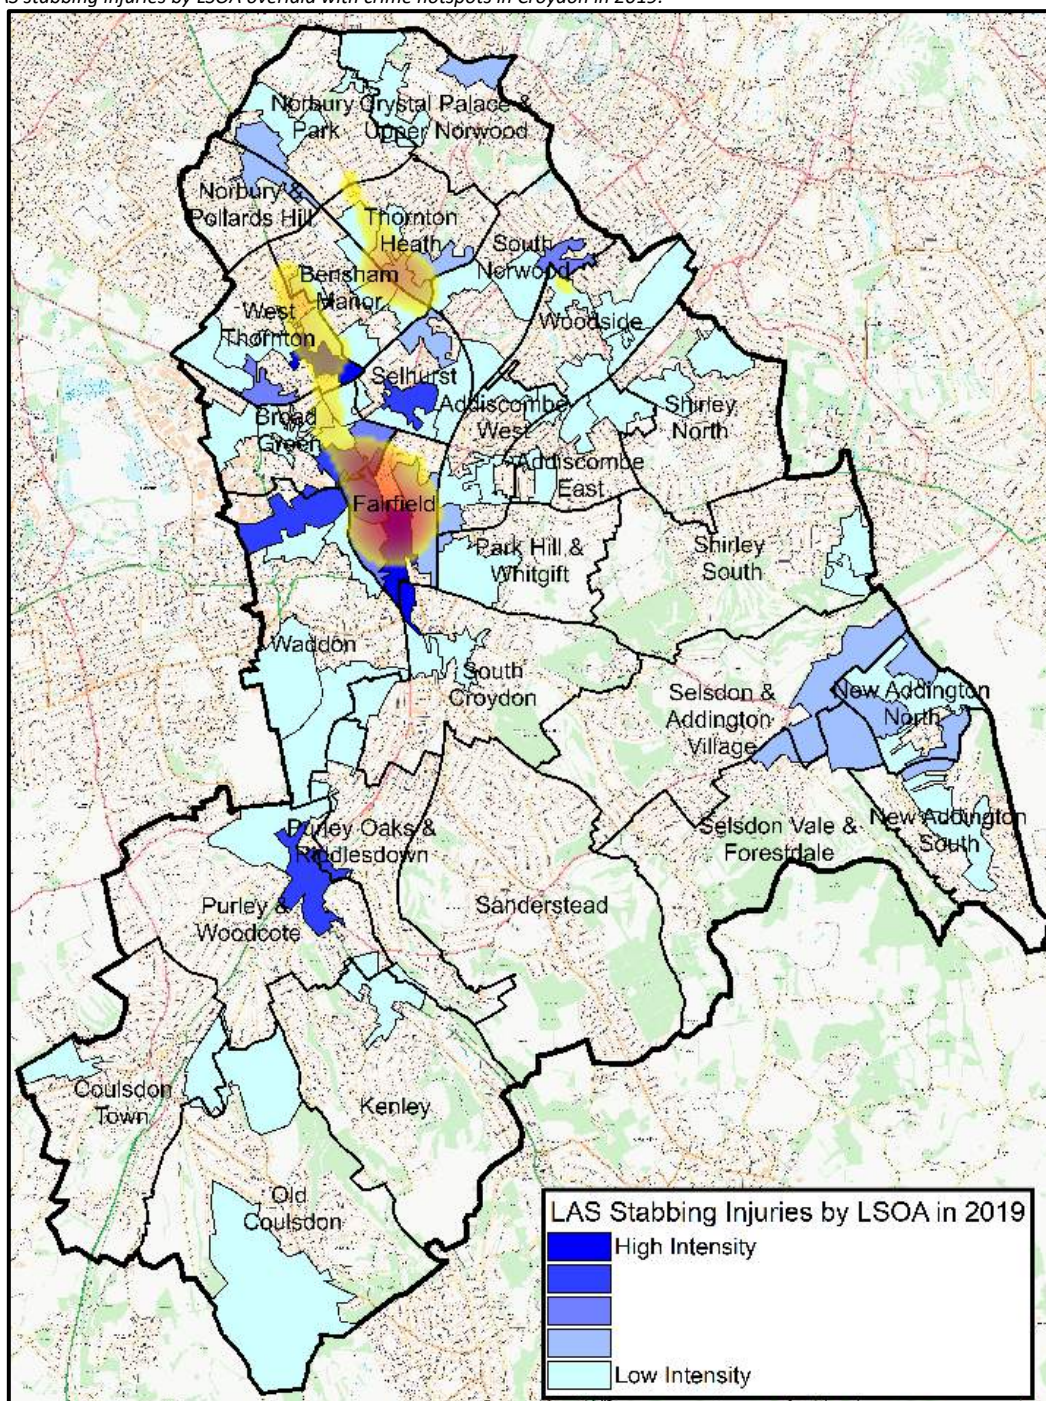 AS stabbing injuries by LSOA overlaid with crime hotspots in Croydon in 2019.
Norbury
Park
Crystal Palace &
Upper Norwood
Norbury &
Pollards Hill
Thornton
Heath
South
Norwood
Bensham
Manor
West
Thornton
Woodside
Selhurst
Broad
Green
Addiscombe
West
Shirley
North
Addiscombe
East
Fairfield
Park Hill &
Whitgift
Shirley
South
Waddon
South
Croydon
Selsdon &
Addington
Village
New Addington
North
Purley Oaks &
Riddlesdown
Selsdon Vale &
Forestdale
New Addington
South
Purley &
Woodcote
Sanderstead
Coulsdon
Town
Kenley
Old
Coulsdon
LAS Stabbing Injuries by LSOA in 2019
High Intensity
Low Intensity